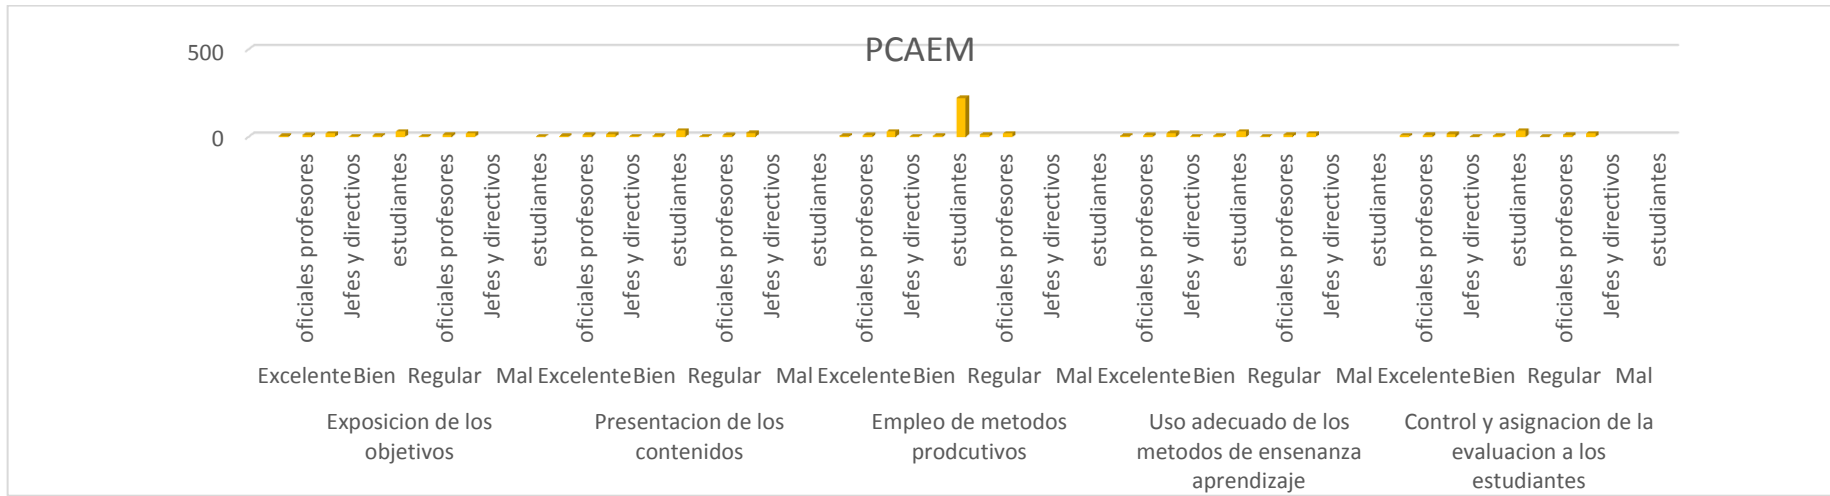 PCAEM
500
0
oficiales profesores
Jefes y directivos
estudiantes
oficiales profesores
Jefes y directivos
estudiantes
oficiales profesores
Jefes y directivos
estudiantes
oficiales profesores
Jefes y directivos
estudiantes
oficiales profesores
Jefes y directivos
estudiantes
oficiales profesores
Jefes y directivos
estudiantes
oficiales profesores
Jefes y directivos
estudiantes
oficiales profesores
Jefes y directivos
estudiantes
oficiales profesores
Jefes y directivos
estudiantes
oficiales profesores
Jefes y directivos
estudiantes
Excelente Bien Regular Mal Excelente Bien Regular Mal Excelente Bien Regular Mal Excelente Bien Regular Mal Excelente Bien Regular Mal
Exposicion de los
objetivos
Presentacion de los
contenidos
Empleo de metodos
prodcutivos
Uso adecuado de los
metodos de ensenanza
aprendizaje
Control y asignacion de la
evaluacion a los
estudiantes